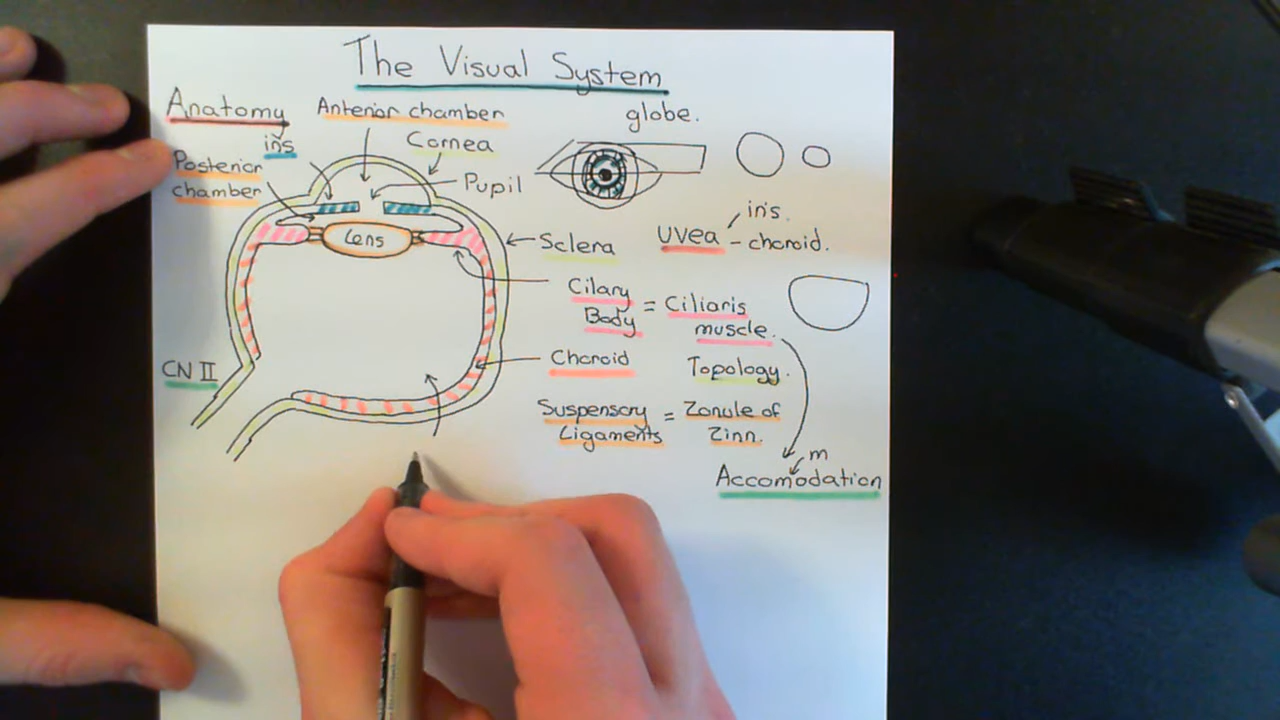 The Visual System
Anatomy
Anterior chamber
globe.
iris
Cornea
Posterior
chamber
Pupil
Lens
Sclera
iris.
uvea - choroid.
Cilary
Body
= Ciliaris
muscle.
Choroid
Topology.
CN II
Suspensory
Ligaments
= Zonule of
Zinn.
m
Accomodation